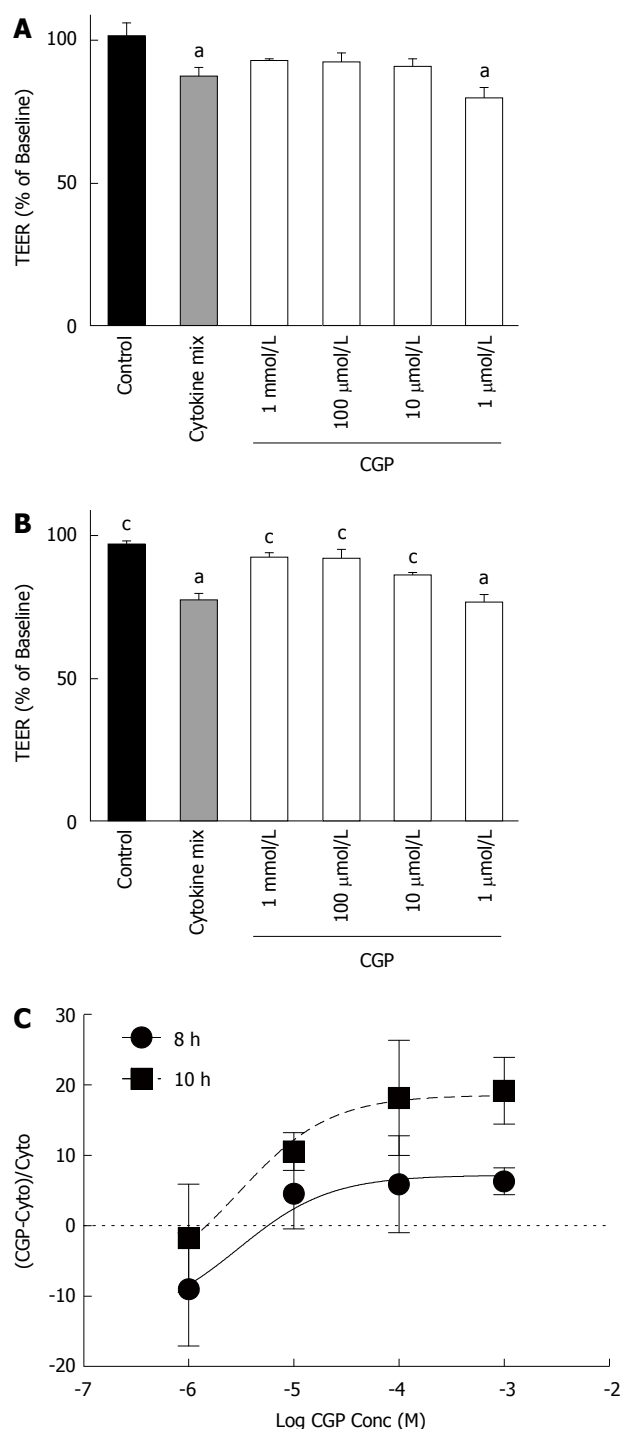 A
TEER (% of Baseline)
100
50
0
a
a
Control
Cytokine mix
1 mmol/L
100 μmol/L
10 μmol/L
1 μmol/L
CGP
B
TEER (% of Baseline)
100
50
0
c
a
c
c
c
a
Control
Cytokine mix
1 mmol/L
100 μmol/L
10 μmol/L
1 μmol/L
CGP
C
(CGP-Cyto)/Cyto
30
20
10
0
-10
-20
8 h
10 h
-7
-6
-5
-4
-3
-2
Log CGP Conc (M)